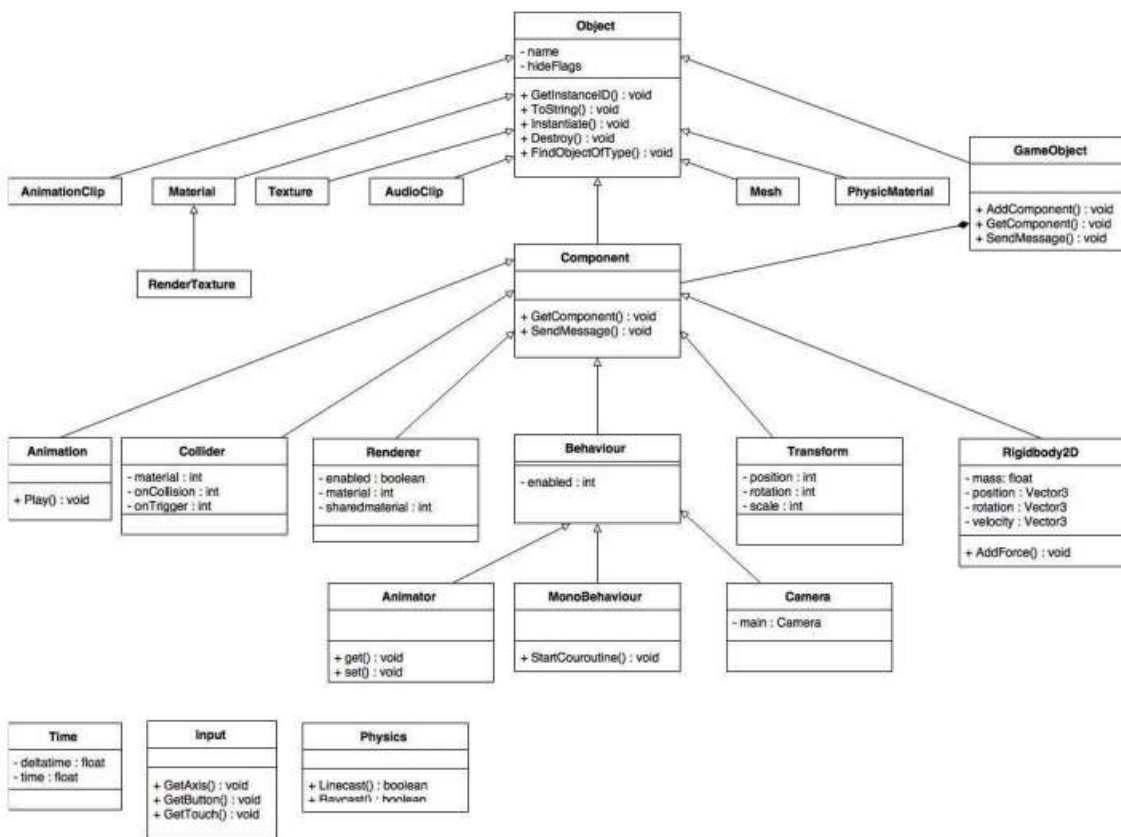 Object
- name
- hideFlags
+ GetInstanceID() : void
+ ToString() : void
+ Instantiate() : void
+ Destroy() : void
+ FindObjectOfType() : void
GameObject
+ AddComponent() : void
+ GetComponent() : void
+ SendMessage() : void
AnimationClip
Material
Texture
AudioClip
Mesh
PhysicMaterial
RenderTexture
Component
+ GetComponent() : void
+ SendMessage() : void
Animation
+ Play() : void
Collider
- material : int
- onCollision : int
- onTrigger : int
Renderer
- enabled : boolean
- material : int
- sharedmaterial : int
Behaviour
- enabled : int
Transform
- position : int
- rotation : int
- scale : int
Rigidbody2D
- mass: float
- position : Vector3
- rotation : Vector3
- velocity : Vector3
+ AddForce() : void
Animator
+ get() : void
+ set() : void
MonoBehaviour
+ StartCouroutine() : void
Camera
- main : Camera
Time
- deltatime : float
- time : float
Input
+ GetAxis() : void
+ GetButton() : void
+ GetTouch() : void
Physics
+ Linecast() : boolean
+ Raycast() : boolean